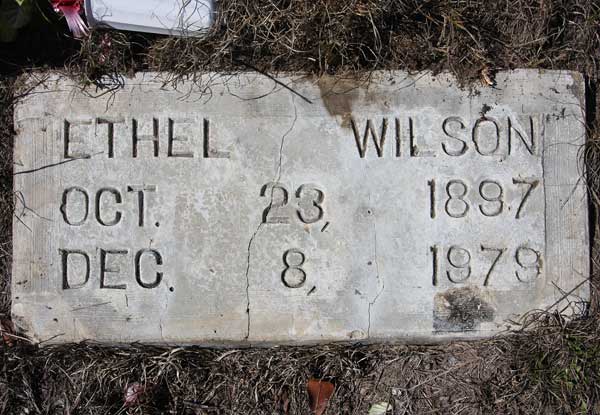 ETHEL WILSON
OCT. 23, 1897
DEC. 8, 1979